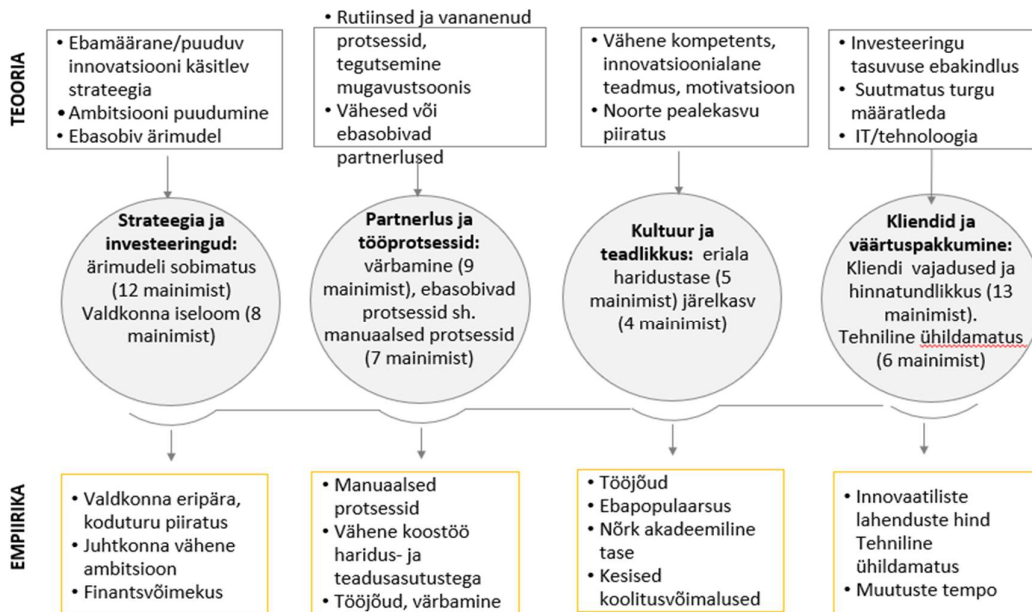 TEOORIA
• Ebamäärane/puuduv
innovatsiooni käsitlev
strateegia
• Ambitsiooni puudumine
• Ebasobiv ärimudel
• Rutiinsed ja vananenud
protsessid,
tegutsemine
mugavustsoonis
• Vähesed või
ebasobivad
partnerlused
• Vähene kompetents,
innovatsioonialane
teadmus, motivatsioon
• Noorte pealekasvu
piiratus
• Investeeringu
tasuvuse ebakindlus
• Suutmatus turgu
määratleda
• IT/tehnoloogia
Strateegia ja
investeeringud:
ärimudeli sobimatus
(12 mainimist)
Valdkonna iseloom (8
mainimist)
Partnerlus ja
tööprotsessid:
värbamine (9
mainimist), ebasobivad
protsessid sh.
manuaalsed protsessid
(7 mainimist)
Kultuur ja
teadlikkus: eriala
haridustase (5
mainimist) järelkasv
(4 mainimist)
Kliendid ja
väärtuspakkumine:
Kliendi vajadused ja
hinnatundlikkus (13
mainimist).
Tehniline ühildamatus
(6 mainimist)
EMPIIRIKA
• Valdkonna eripära,
koduturu piiratus
• Juhtkonna vähene
ambitsioon
• Finantsvõimekus
• Manuaalsed
protsessid
• Vähene koostöö
haridus- ja
teadusasutustega
• Tööjõud, värbamine
• Tööjõud
• Ebapopulaarsus
• Nõrk akadeemiline
tase
• Kesised
koolitusvõimalused
• Innovaatiliste
lahenduste hind
Tehniline
ühildamatus
• Muutuste tempo